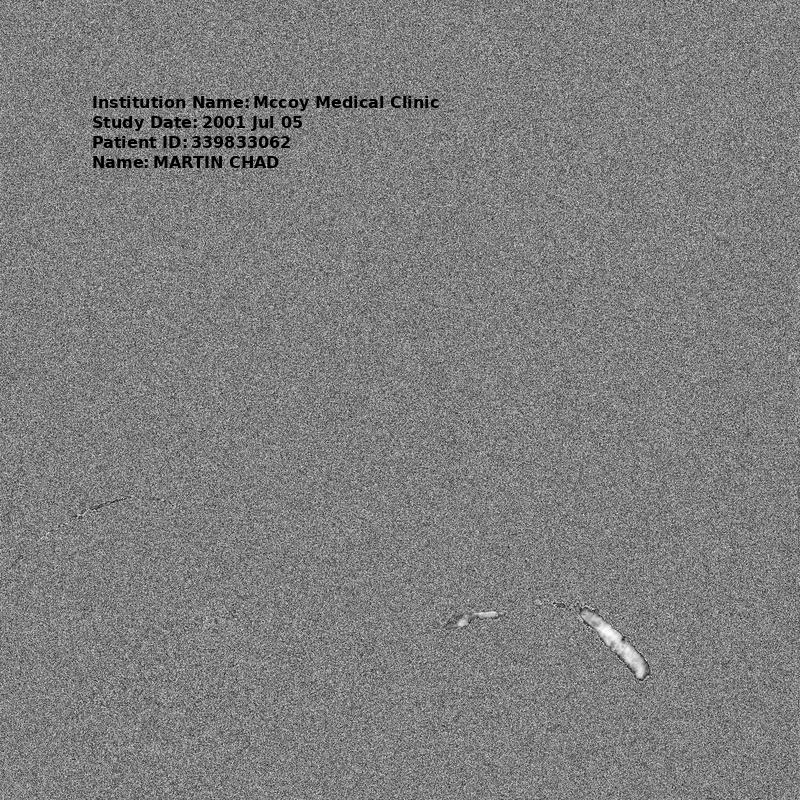 Institution Name: Mccoy Medical Clinic
Study Date: 2001 Jul 05
Patient ID: 339833062
Name: MARTIN CHAD